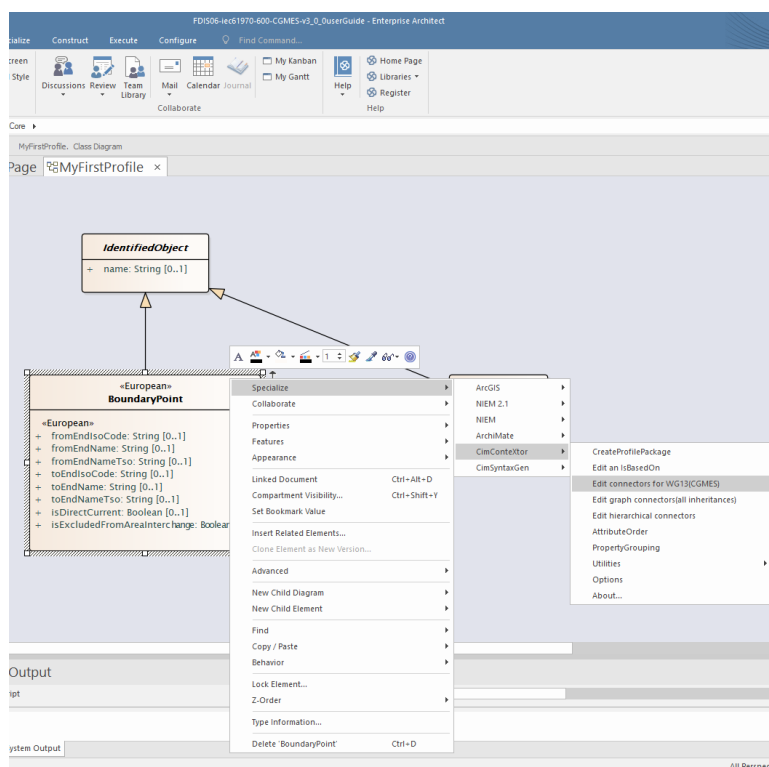 FDIS06-iec61970-600-CGMES-v3_0_0userGuide - Enterprise Architect
cialize Construct Execute Configure Find Command...
creen
Style
Discussions Review Team Library
Mail Calendar Journal
My Kanban
My Gantt
Help
Home Page
Libraries
Register
Collaborate Help
Core
MyFirstProfile. Class Diagram
Page MyFirstProfile ×
IdentifiedObject
+ name: String [0..1]
A 1
«European»
BoundaryPoint
«European»
+ fromEndIsoCode: String [0..1]
+ fromEndName: String [0..1]
+ fromEndNameTso: String [0..1]
+ toEndIsoCode: String [0..1]
+ toEndName: String [0..1]
+ toEndNameTso: String [0..1]
+ isDirectCurrent: Boolean [0..1]
+ isExcludedFromAreaInterchange: Boolean
Specialize
Collaborate
Properties
Features
Appearance
Linked Document Ctrl+Alt+D
Compartment Visibility... Ctrl+Shift+Y
Set Bookmark Value
Insert Related Elements...
Clone Element as New Version...
Advanced
New Child Diagram
New Child Element
Find
Copy / Paste
Behavior
Lock Element...
Z-Order
Type Information...
Delete 'BoundaryPoint' Ctrl+D
ArcGIS
NIEM 2.1
NIEM
ArchiMate
CimConteXtor
CimSyntaxGen
CreateProfilePackage
Edit an IsBasedOn
Edit connectors for WG13(CGMES)
Edit graph connectors(all inheritances)
Edit hierarchical connectors
AttributeOrder
PropertyGrouping
Utilities
Options
About...
Output
ript
ystem Output
All Perspec